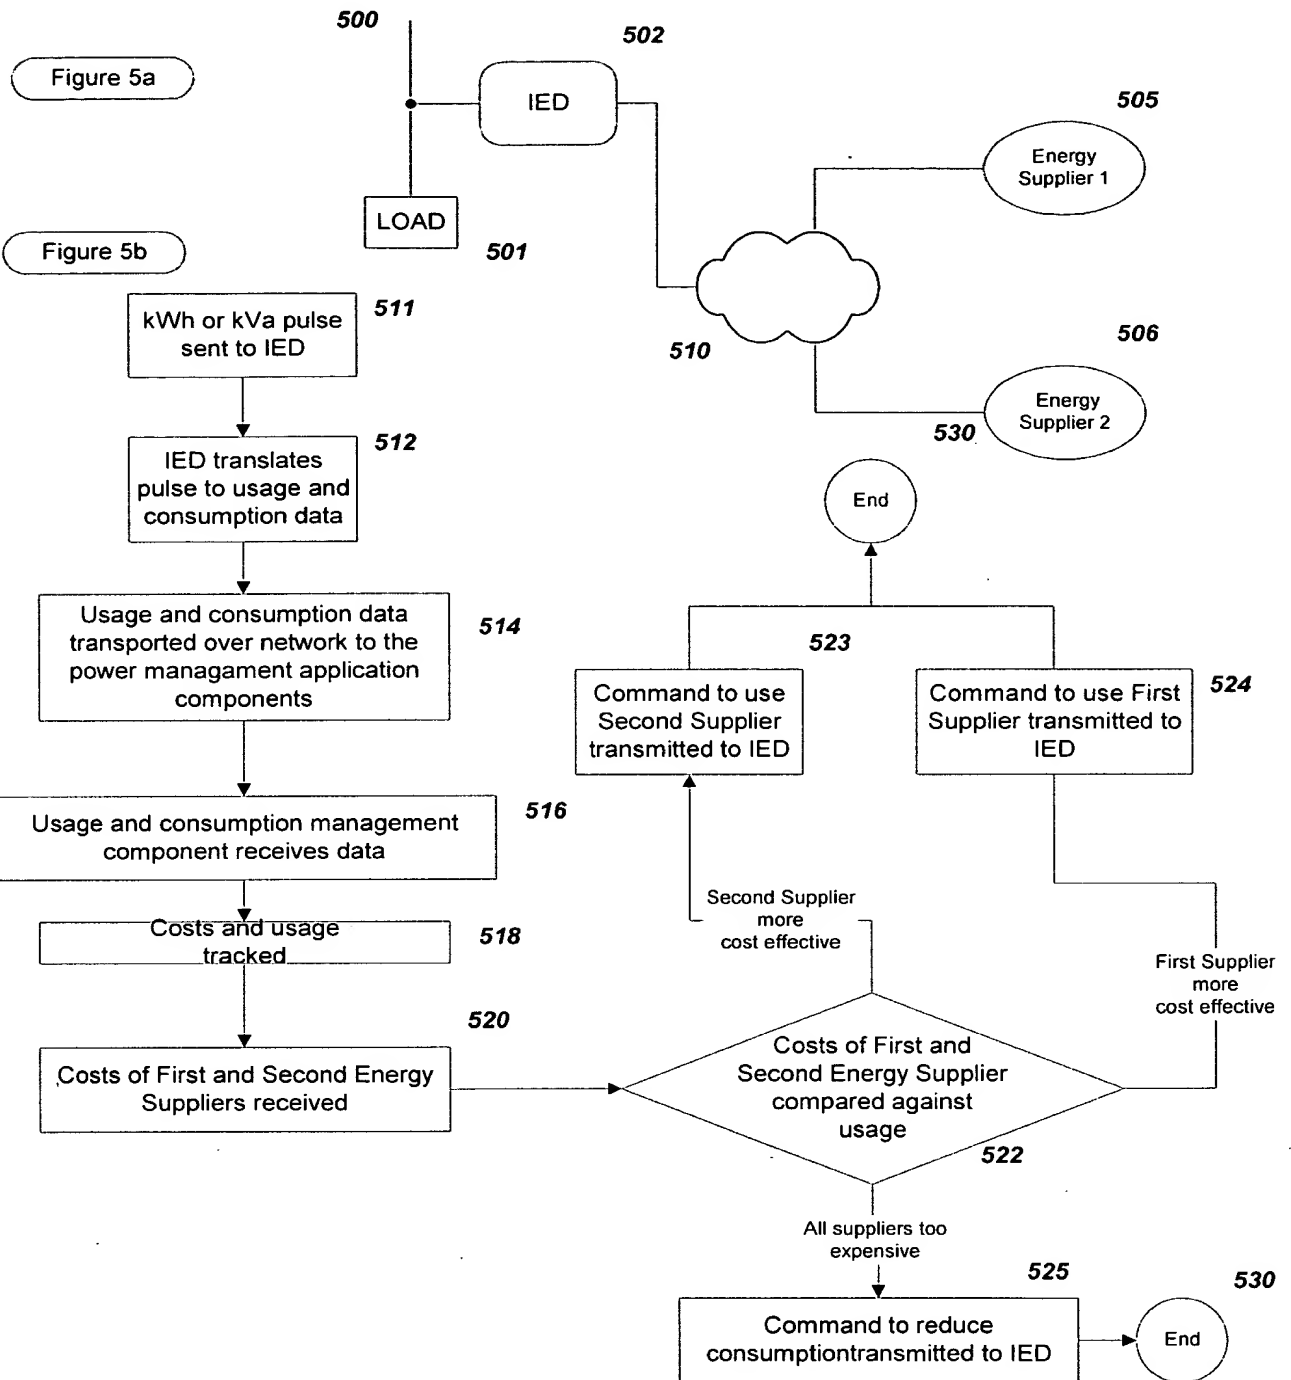 500
502
Figure 5a
IED
505
Energy
Supplier 1
LOAD
501
Figure 5b
510
506
Energy
Supplier 2
530
511
kWh or kVa pulse
sent to IED
512
IED translates
pulse to usage and
consumption data
End
514
Usage and consumption data
transported over network to the
power managament application
components
523
Command to use
Second Supplier
transmitted to IED
524
Command to use First
Supplier transmitted to
IED
516
Usage and consumption management
component receives data
Second Supplier
more
cost effective
518
Costs and usage
tracked
First Supplier
more
cost effective
520
Costs of First and Second Energy
Suppliers received
Costs of First and
Second Energy Supplier
compared against
usage
522
All suppliers too
expensive
525
530
Command to reduce
consumptiontransmitted to IED
End